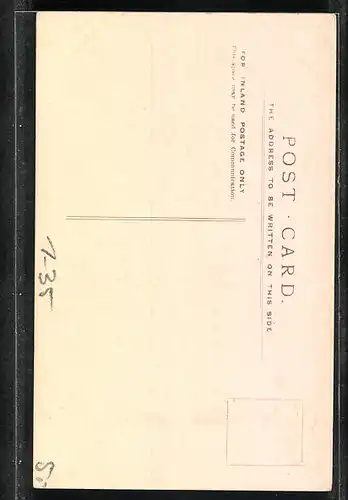 POST · CARD.
THE ADDRESS TO BE WRITTEN ON THIS SIDE
FOR INLAND POSTAGE ONLY
This space may be used for Communication.
1-35